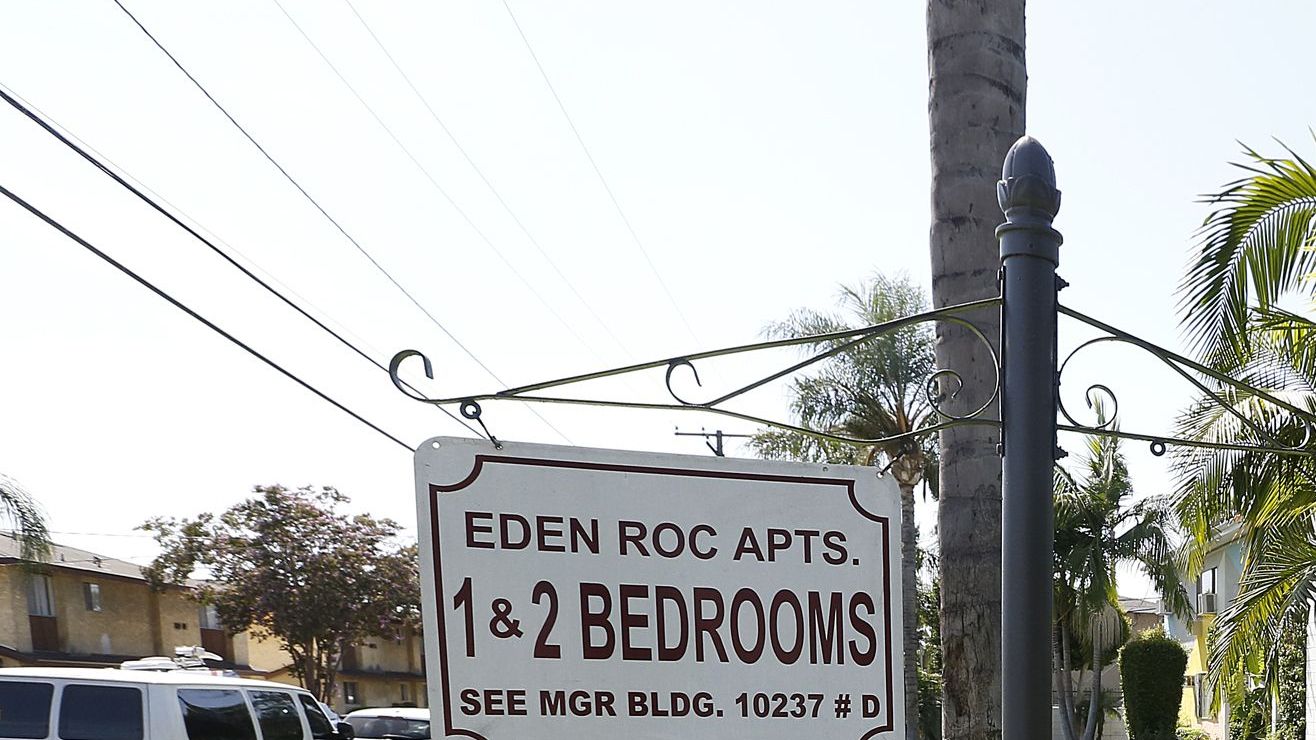 EDEN ROC APTS.
1 & 2 BEDROOMS
SEE MGR BLDG. 10237 # D